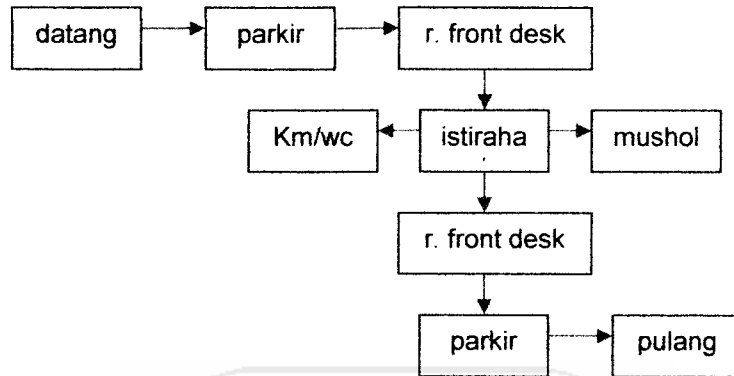 datang
parkir
r. front desk
Km/wc
istiraha
mushol
r. front desk
parkir
pulang